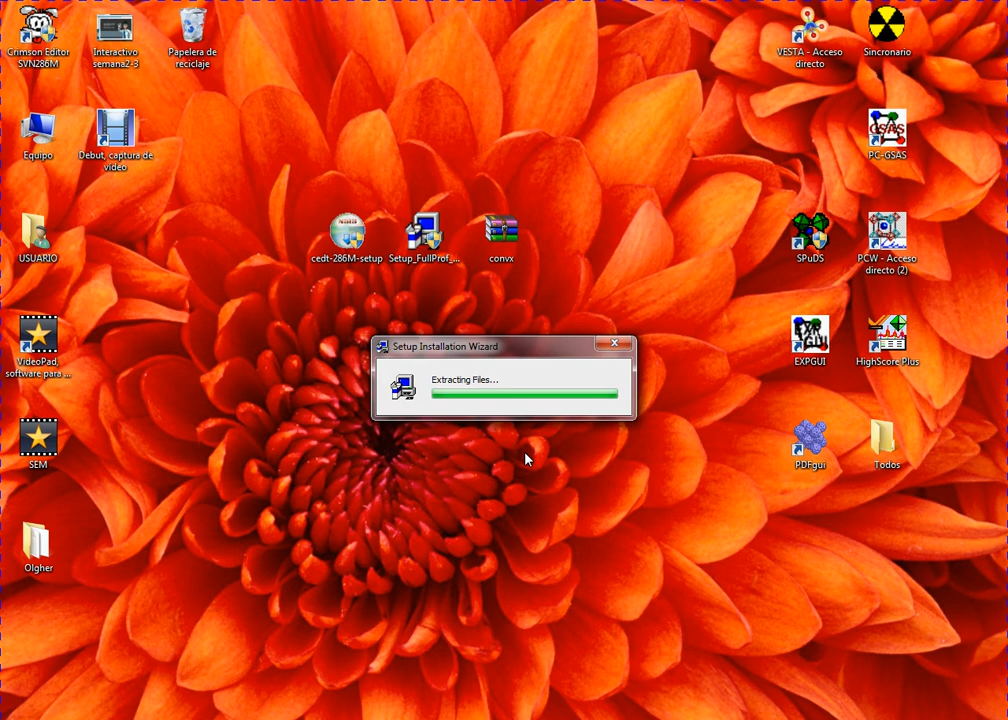 Crimson Editor
SVN286M
Interactivo
semana2-3
Papelera de
reciclaje
VESTA - Acceso
directo
Sincronario
Equipo
Debut, captura de
vídeo
GSAS
PC-GSAS
USUARIO
cedt-286M-setup
Setup_FullProf_...
convx
SPuDS
PCW - Acceso
directo (2)
Setup Installation Wizard
Extracting Files...
VideoPad,
software para ...
EXPGUI
HighScore Plus
SEM
PDFgui
Todos
Olgher